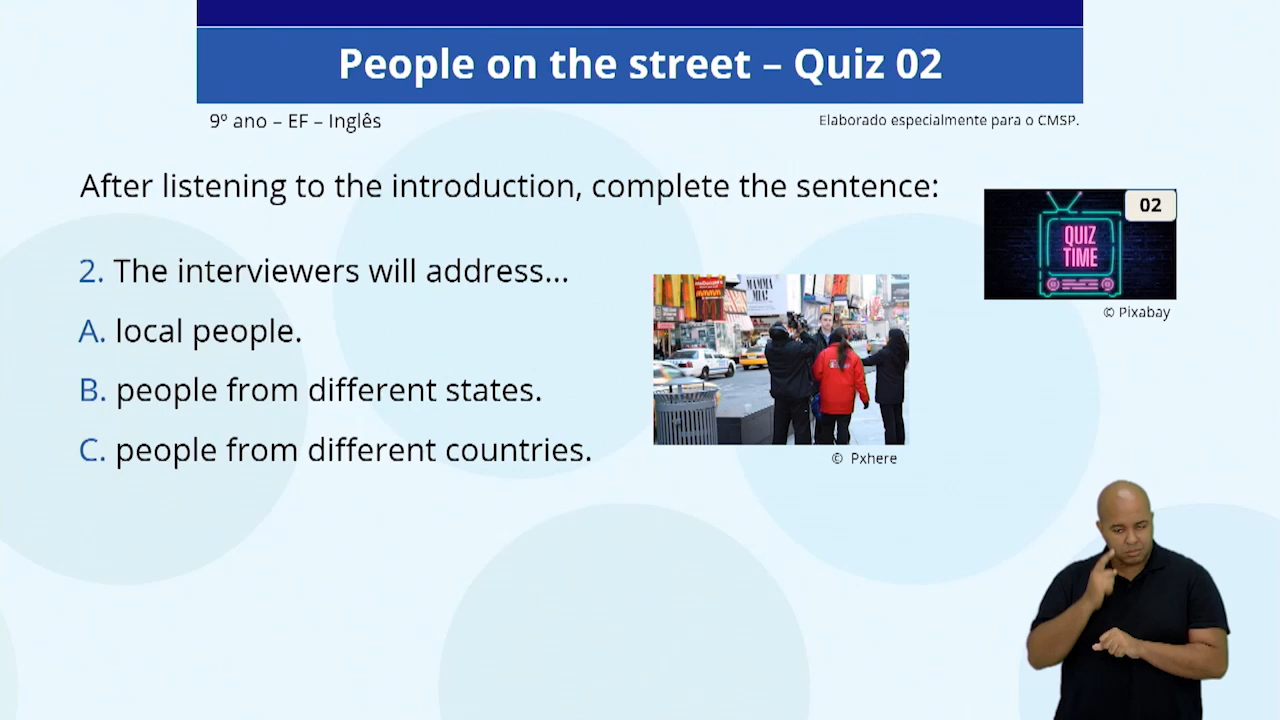 People on the street – Quiz 02
9º ano – EF – Inglês
Elaborado especialmente para o CMSP.
After listening to the introduction, complete the sentence:
02
QUIZ
TIME
© Pixabay
2. The interviewers will address...
A. local people.
B. people from different states.
C. people from different countries.
MAMMA
MIA!
© Pxhere